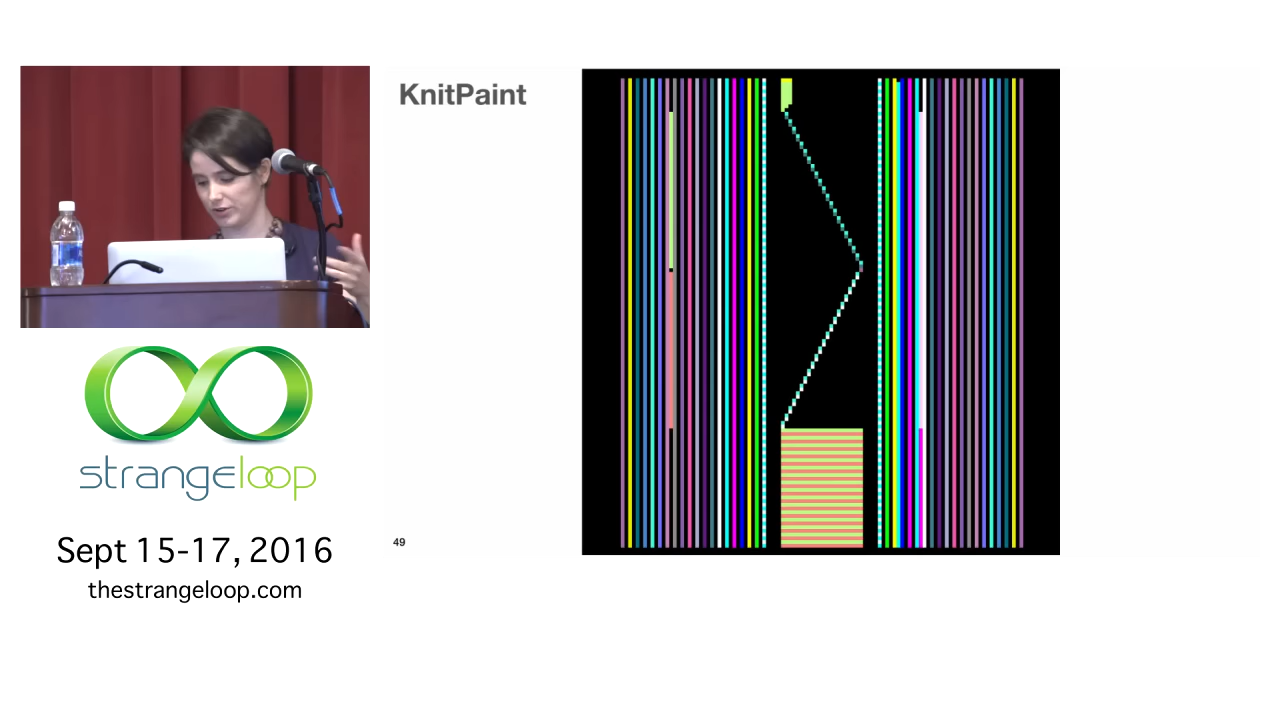 KnitPaint
strangeloop
Sept 15-17, 2016
thestrangeloop.com
49